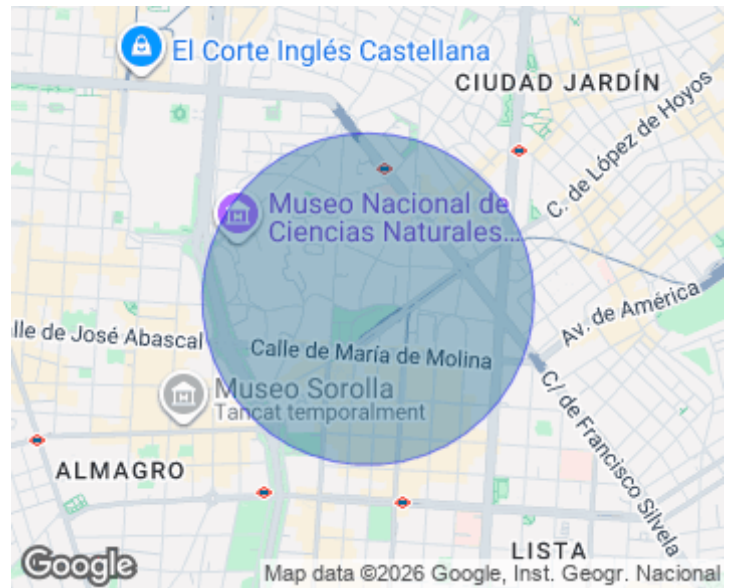 El Corte Inglés Castellana
CIUDAD JARDÍN
C. de López de Hoyos
Museo Nacional de
Ciencias Naturales...
Av. de América
lle de José Abascal
Calle de María de Molina
Museo Sorolla
Tancat temporalment
C/ de Francisco Silvela
ALMAGRO
LISTA
Google
Map data ©2026 Google, Inst. Geogr. Nacional